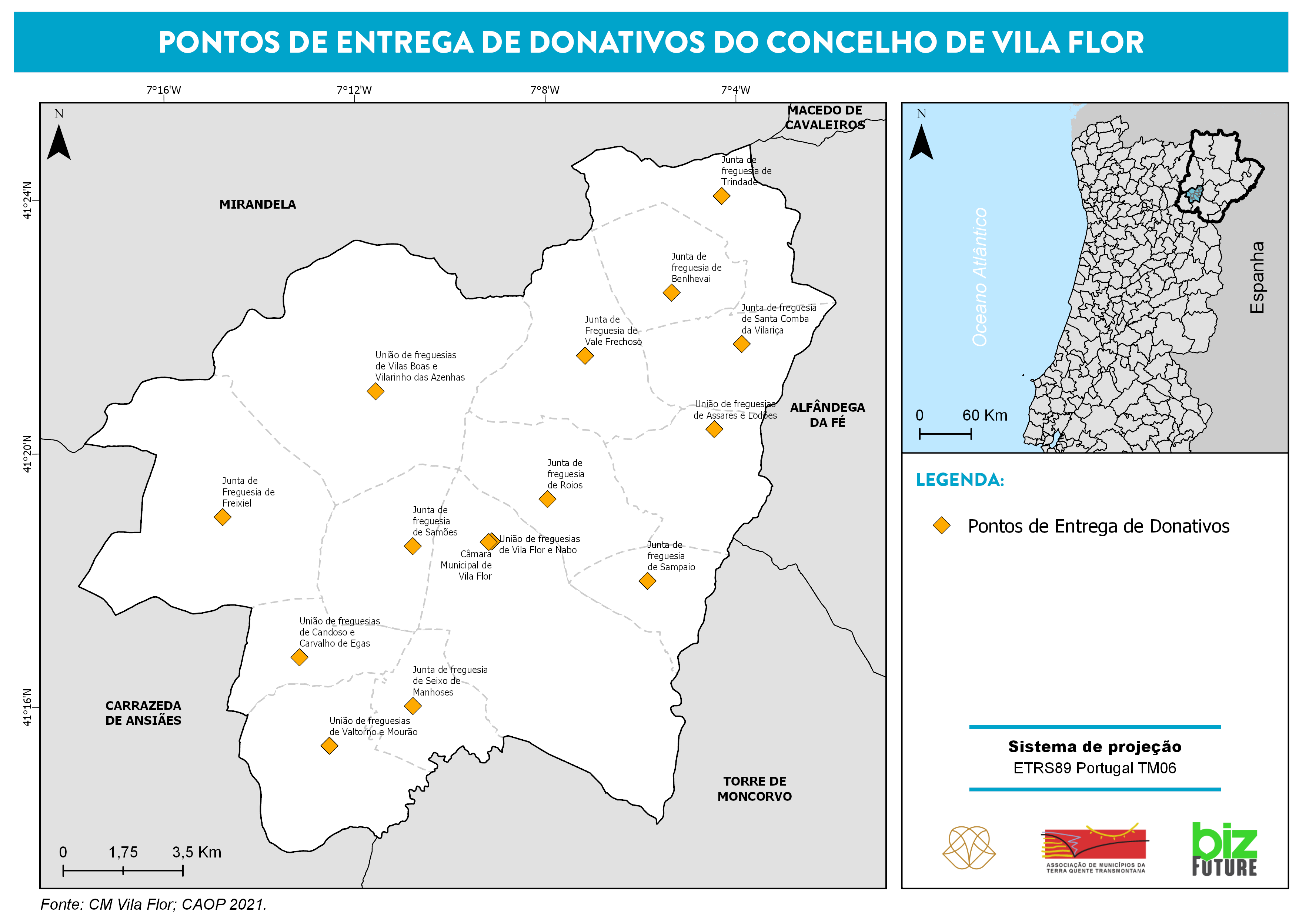 PONTOS DE ENTREGA DE DONATIVOS DO CONCELHO DE VILA FLOR
7°16'W
7°12'W
7°8'W
7°4'W
41°24'N
41°20'N
41°16'N
N
MACEDO DE
CAVALEIROS
MIRANDELA
Junta de
freguesia de
Trindade
Junta de
freguesia de
Benlhevai
Junta de freguesia
de Santa Comba
da Vilariça
Junta de
Freguesia de
Vale Frechoso
União de freguesias
de Vilas Boas e
Vilarinho das Azenhas
União de freguesias
de Assares e Lodões
ALFÂNDEGA
DA FÉ
Junta de
freguesia
de Roios
Junta de
Freguesia de
Freixiel
Junta de
freguesia
de Samões
União de freguesias
de Vila Flor e Nabo
Câmara
Municipal de
Vila Flor
Junta de
freguesia
de Sampaio
União de freguesias
de Candoso e
Carvalho de Egas
Junta de freguesia
de Seixo de
Manhoses
União de freguesias
de Valtorno e Mourão
CARRAZEDA
DE ANSIÃES
TORRE DE
MONCORVO
0 1,75 3,5 Km
Fonte: CM Vila Flor; CAOP 2021.
N
Oceano Atlântico
Espanha
0 60 Km
LEGENDA:
Pontos de Entrega de Donativos
Sistema de projeção
ETRS89 Portugal TM06
ASSOCIAÇÃO DE MUNICÍPIOS DA
TERRA QUENTE TRANSMONTANA
biz
FUTURE